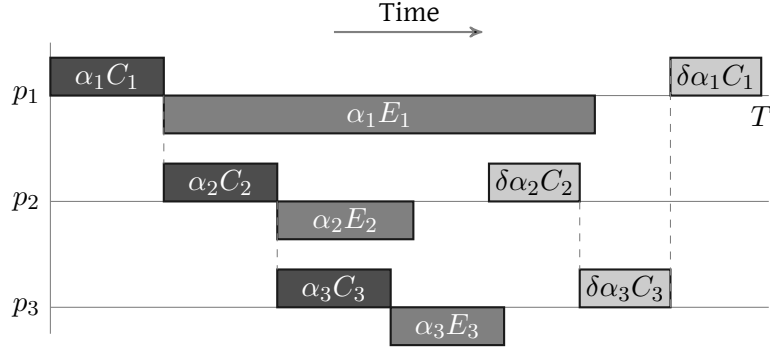 Time
α₁C₁ δα₁C₁
p₁ α₁E₁ T
α₂C₂ δα₂C₂
p₂ α₂E₂
α₃C₃ δα₃C₃
p₃ α₃E₃